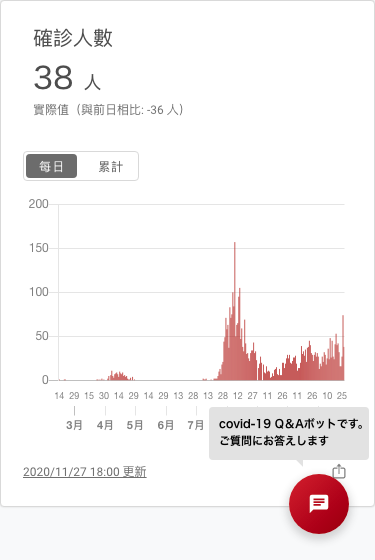 確診人數
38 人
實際值（與前日相比: -36 人）
每日 累計
200
150
100
50
0
14 29 15 30 14 29 14 29 13 28 13 28 12 27 11 26 11 26 10 25
3月 4月 5月 6月 7月
covid-19 Q&Aボットです。
ご質問にお答えします
2020/11/27 18:00 更新